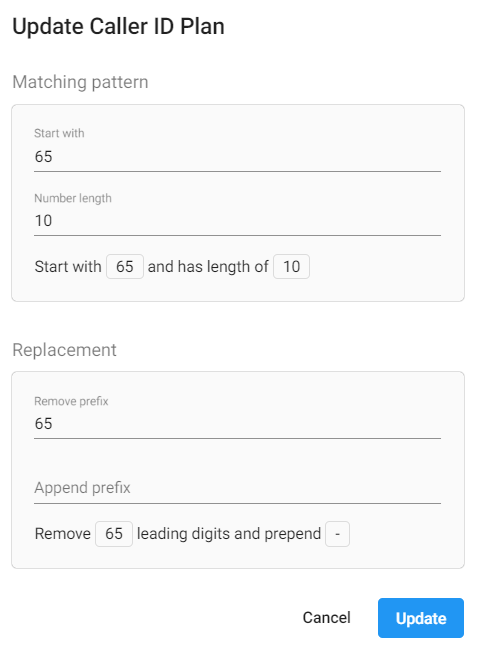 Update Caller ID Plan
Matching pattern
Start with
65
Number length
10
Start with 65 and has length of 10
Replacement
Remove prefix
65
Append prefix
Remove 65 leading digits and prepend -
Cancel Update